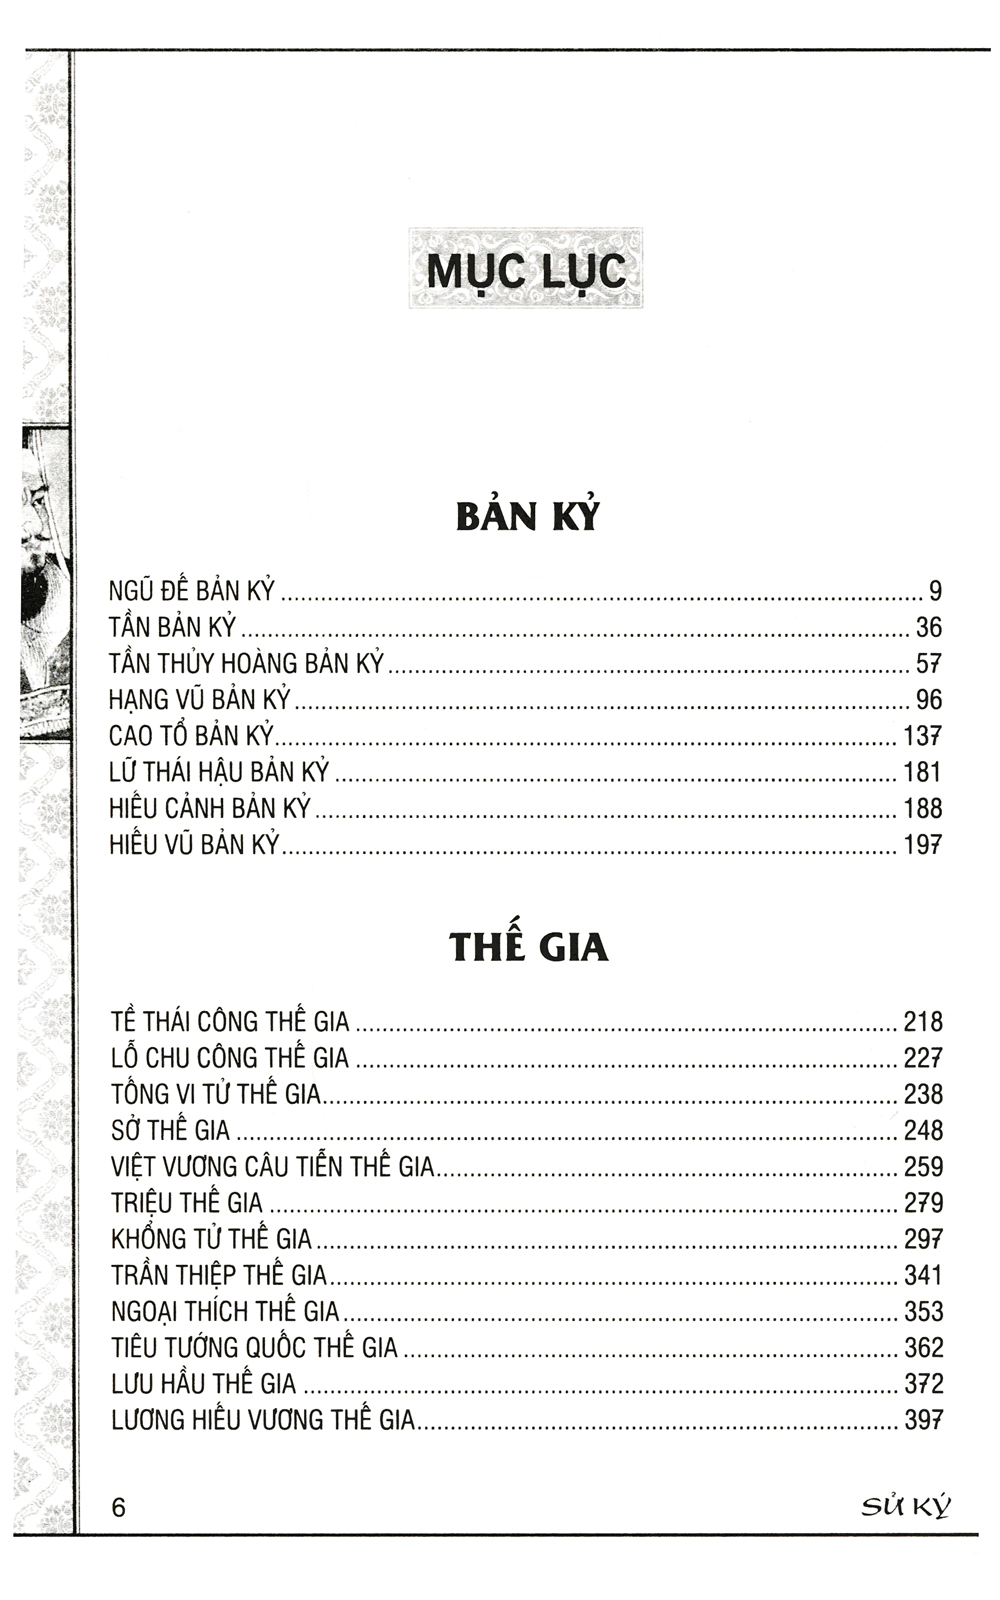 MỤC LỤC
BẢN KỶ
NGŨ ĐẾ BẢN KỶ ........ 9
TẦN BẢN KỶ ........ 36
TẦN THỦY HOÀNG BẢN KỶ ........ 57
HẠNG VŨ BẢN KỶ ........ 96
CAO TỔ BẢN KỶ ........ 137
LỮ THÁI HẬU BẢN KỶ ........ 181
HIẾU CẢNH BẢN KỶ ........ 188
HIẾU VŨ BẢN KỶ ........ 197
THẾ GIA
TỀ THÁI CÔNG THẾ GIA ........ 218
LỖ CHU CÔNG THẾ GIA ........ 227
TỐNG VI TỬ THẾ GIA ........ 238
SỞ THẾ GIA ........ 248
VIỆT VƯƠNG CÂU TIỄN THẾ GIA ........ 259
TRIỆU THẾ GIA ........ 279
KHỔNG TỬ THẾ GIA ........ 297
TRẦN THIỆP THẾ GIA ........ 341
NGOẠI THÍCH THẾ GIA ........ 353
TIÊU TƯỚNG QUỐC THẾ GIA ........ 362
LƯU HẦU THẾ GIA ........ 372
LƯƠNG HIẾU VƯƠNG THẾ GIA ........ 397
6 SỬ KÝ